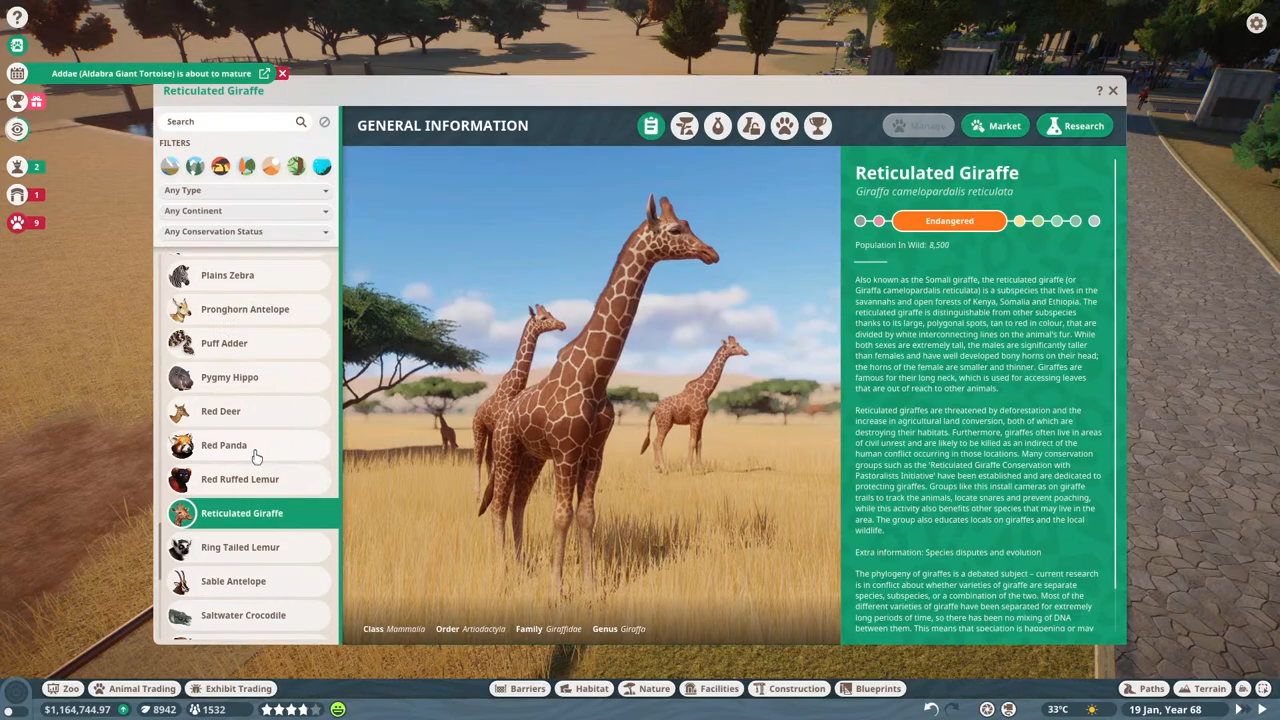 ?
Addae (Aldabra Giant Tortoise) is about to mature
2
1
9
Reticulated Giraffe
?
Search
FILTERS
Any Type
Any Continent
Any Conservation Status
Plains Zebra
Pronghorn Antelope
Puff Adder
Pygmy Hippo
Red Deer
Red Panda
Red Ruffed Lemur
Reticulated Giraffe
Ring Tailed Lemur
Sable Antelope
Saltwater Crocodile
GENERAL INFORMATION
Manage
Market
Research
Class Mammalia Order Artiodactyla Family Giraffidae Genus Giraffa
Reticulated Giraffe
Giraffa camelopardalis reticulata
Endangered
Population In Wild: 8,500
Also known as the Somali giraffe, the reticulated giraffe (or
Giraffa camelopardalis reticulata) is a subspecies that lives in the
savannahs and open forests of Kenya, Somalia and Ethiopia. The
reticulated giraffe is distinguishable from other subspecies
thanks to its large, polygonal spots, tan to red in colour, that are
divided by white interconnecting lines on the animal's fur. While
both sexes are extremely tall, the males are significantly taller
than females and have well developed bony horns on their head;
the horns of the female are smaller and thinner. Giraffes are
famous for their long neck, which is used for accessing leaves
that are out of reach to other animals.
Reticulated giraffes are threatened by deforestation and the
increase in agricultural land conversion, both of which are
destroying their habitats. Furthermore, giraffes often live in areas
of civil unrest and are likely to be killed as an indirect of the
human conflict occurring in those locations. Many conservation
groups such as the 'Reticulated Giraffe Conservation with
Pastoralists Initiative' have been established and are dedicated to
protecting giraffes. Groups like this install cameras on giraffe
trails to track the animals, locate snares and prevent poaching,
while this activity also benefits other species that may live in the
area. The group also educates locals on giraffes and the local
wildlife.
Extra information: Species disputes and evolution
The phylogeny of giraffes is a debated subject – current research
is in conflict about whether varieties of giraffe are separate
species, subspecies, or a combination of the two. Most of the
different varieties of giraffe have been separated for extremely
long periods of time, so there has been no mixing of DNA
between them. This means that speciation is happening or may
Zoo
Animal Trading
Exhibit Trading
Barriers
Habitat
Nature
Facilities
Construction
Blueprints
Paths
Terrain
$1,164,744.97
8942
1532
33°C
19 Jan, Year 68